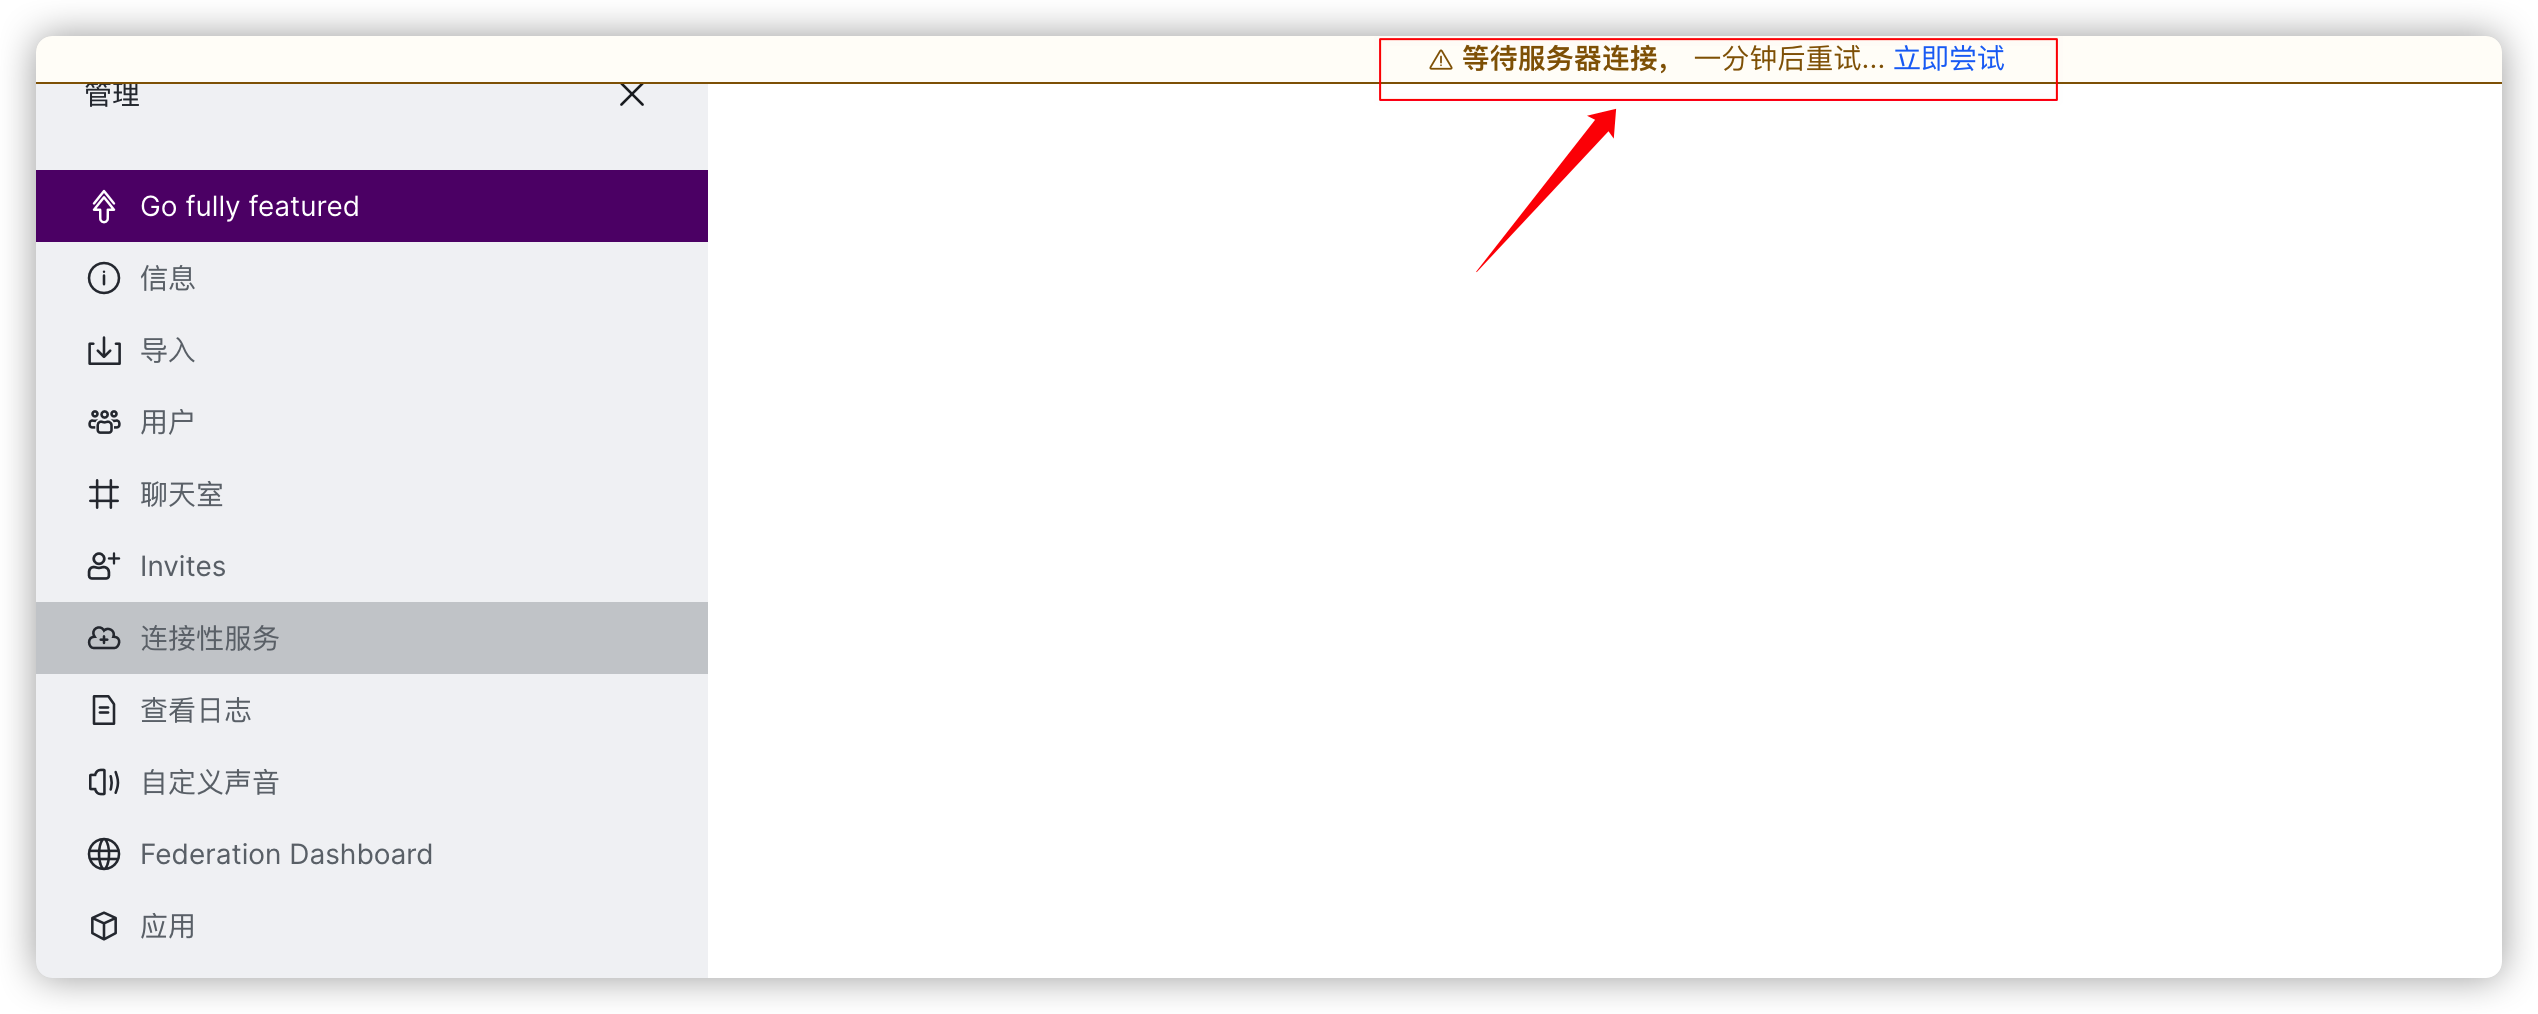 等待服务器连接， 一分钟后重试... 立即尝试
管理
Go fully featured
信息
导入
用户
聊天室
Invites
连接性服务
查看日志
自定义声音
Federation Dashboard
应用